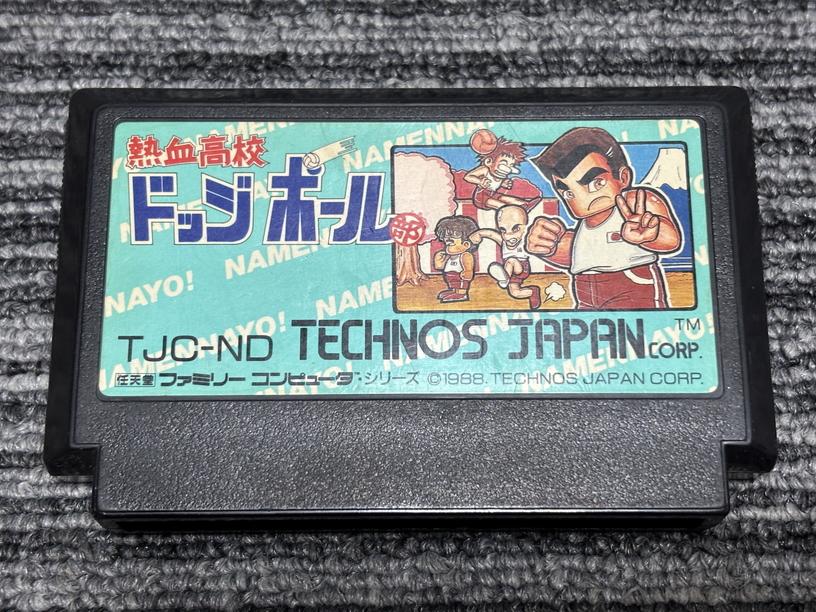 熱血高校
ドッジボール部
NAMENNAYO!
TJC-ND TECHNOS JAPAN CORP. TM
任天堂 ファミリー コンピュータ・シリーズ ©1988. TECHNOS JAPAN CORP.